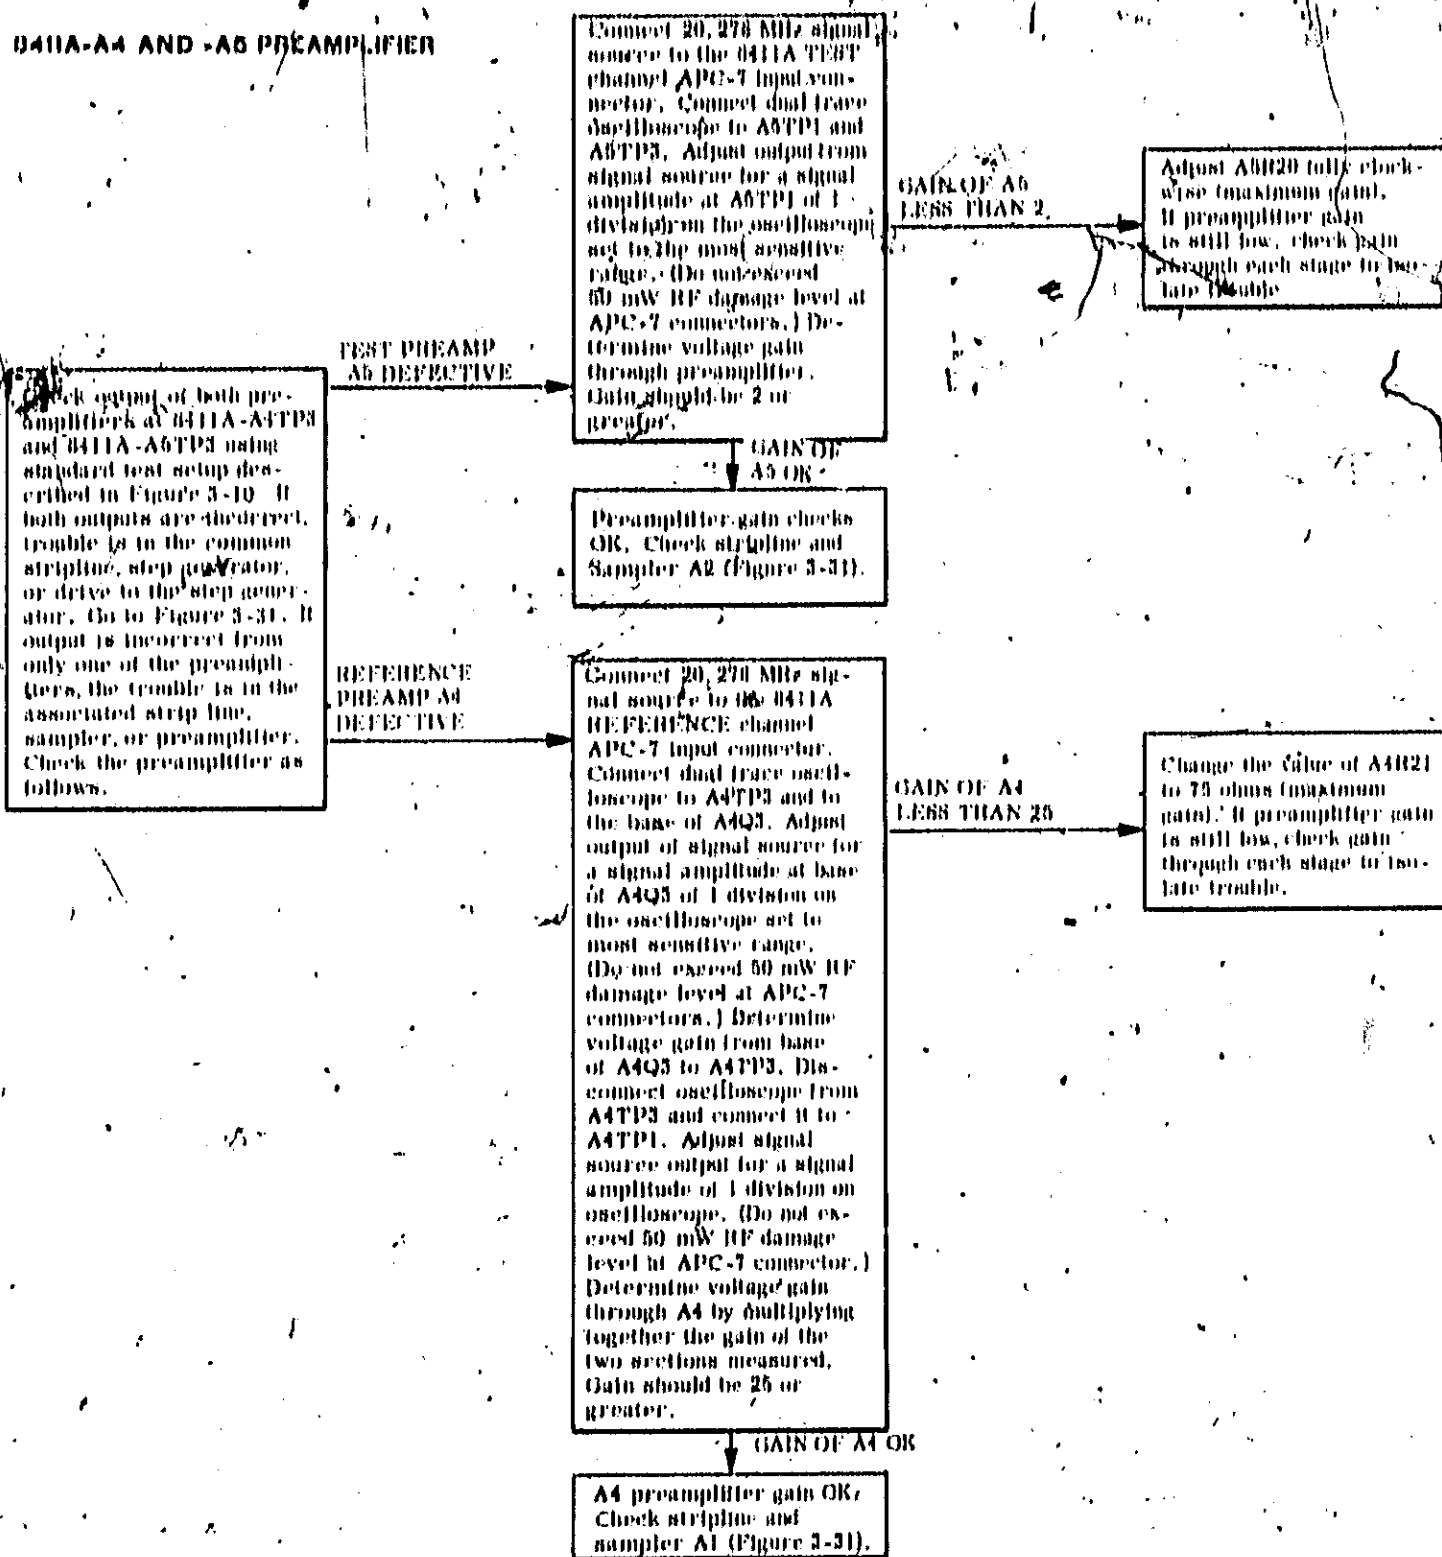 8411A-A4 AND -A5 PREAMPLIFIER
Check output of both pre-
amplifiers at 8411A-A4TP3
and 8411A-A5TP3 using
standard test setup des-
cribed in Figure 3-10. If
both outputs are incorrect,
trouble is in the common
stripline, step generator,
or drive to the step gener-
ator. Go to Figure 3-31. If
output is incorrect from
only one of the preampli-
fiers, the trouble is in the
associated strip line,
sampler, or preamplifier.
Check the preamplifier as
follows.
TEST PREAMP
A5 DEFECTIVE
Connect 20.278 MHz signal
source to the 8411A TEST
channel APC-7 input con-
nector. Connect dual trace
oscilloscope to A5TP1 and
A5TP3. Adjust output from
signal source for a signal
amplitude at A5TP1 of 1
division on the oscilloscope
set to the most sensitive
range. (Do not exceed
50 mW RF damage level at
APC-7 connectors.) De-
termine voltage gain
through preamplifier.
Gain should be 2 or
greater.
GAIN OF A5
LESS THAN 2
Adjust A5R20 fully clock-
wise (maximum gain).
If preamplifier gain
is still low, check gain
through each stage to iso-
late trouble
GAIN OF
A5 OK
Preamplifier gain checks
OK. Check stripline and
Sampler A2 (Figure 3-31).
REFERENCE
PREAMP A4
DEFECTIVE
Connect 20.278 MHz sig-
nal source to the 8411A
REFERENCE channel
APC-7 input connector.
Connect dual trace oscil-
loscope to A4TP3 and to
the base of A4Q3. Adjust
output of signal source for
a signal amplitude at base
of A4Q3 of 1 division on
the oscilloscope set to
most sensitive range.
(Do not exceed 50 mW RF
damage level at APC-7
connectors.) Determine
voltage gain from base
of A4Q3 to A4TP3. Dis-
connect oscilloscope from
A4TP3 and connect it to
A4TP1. Adjust signal
source output for a signal
amplitude of 1 division on
oscilloscope. (Do not ex-
ceed 50 mW RF damage
level at APC-7 connector.)
Determine voltage gain
through A4 by multiplying
together the gain of the
two sections measured.
Gain should be 25 or
greater.
GAIN OF A4
LESS THAN 25
Change the value of A4R21
to 75 ohms (maximum
gain). If preamplifier gain
is still low, check gain
through each stage to iso-
late trouble.
GAIN OF A4 OK
A4 preamplifier gain OK.
Check stripline and
sampler A1 (Figure 3-31).